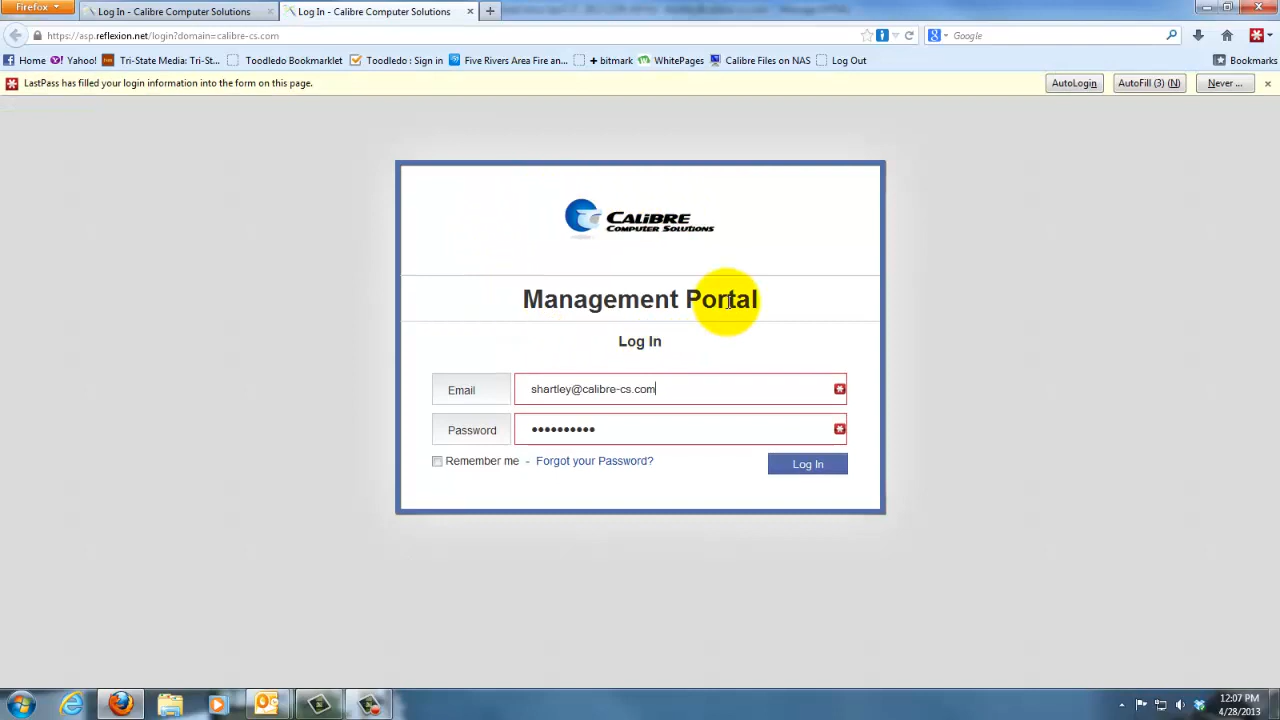 Firefox
Log In - Calibre Computer Solutions
Log In - Calibre Computer Solutions
https://asp.reflexion.net/login?domain=calibre-cs.com
Google
Home
Yahoo!
Tri-State Media: Tri-St...
Toodledo Bookmarklet
Toodledo : Sign in
Five Rivers Area Fire an...
+ bitmark
WhitePages
Calibre Files on NAS
Log Out
Bookmarks
LastPass has filled your login information into the form on this page.
AutoLogin
AutoFill (3) (N)
Never ...
CALIBRE
COMPUTER SOLUTIONS
Management Portal
Log In
Email
shartley@calibre-cs.com
Password
••••••••••
Remember me - Forgot your Password?
Log In
12:07 PM
4/28/2013